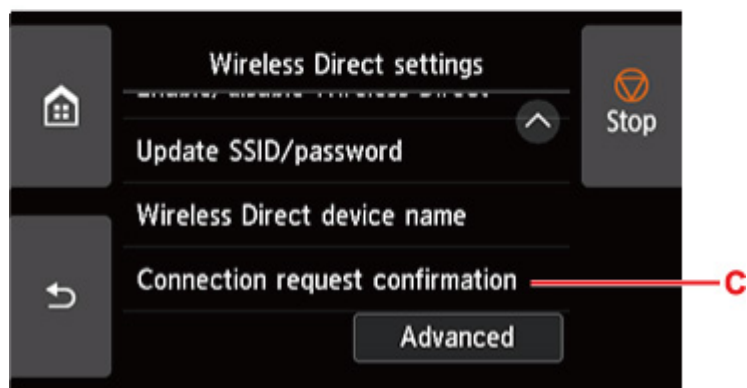 Wireless Direct settings
Stop
Update SSID/password
Wireless Direct device name
Connection request confirmation
C
Advanced